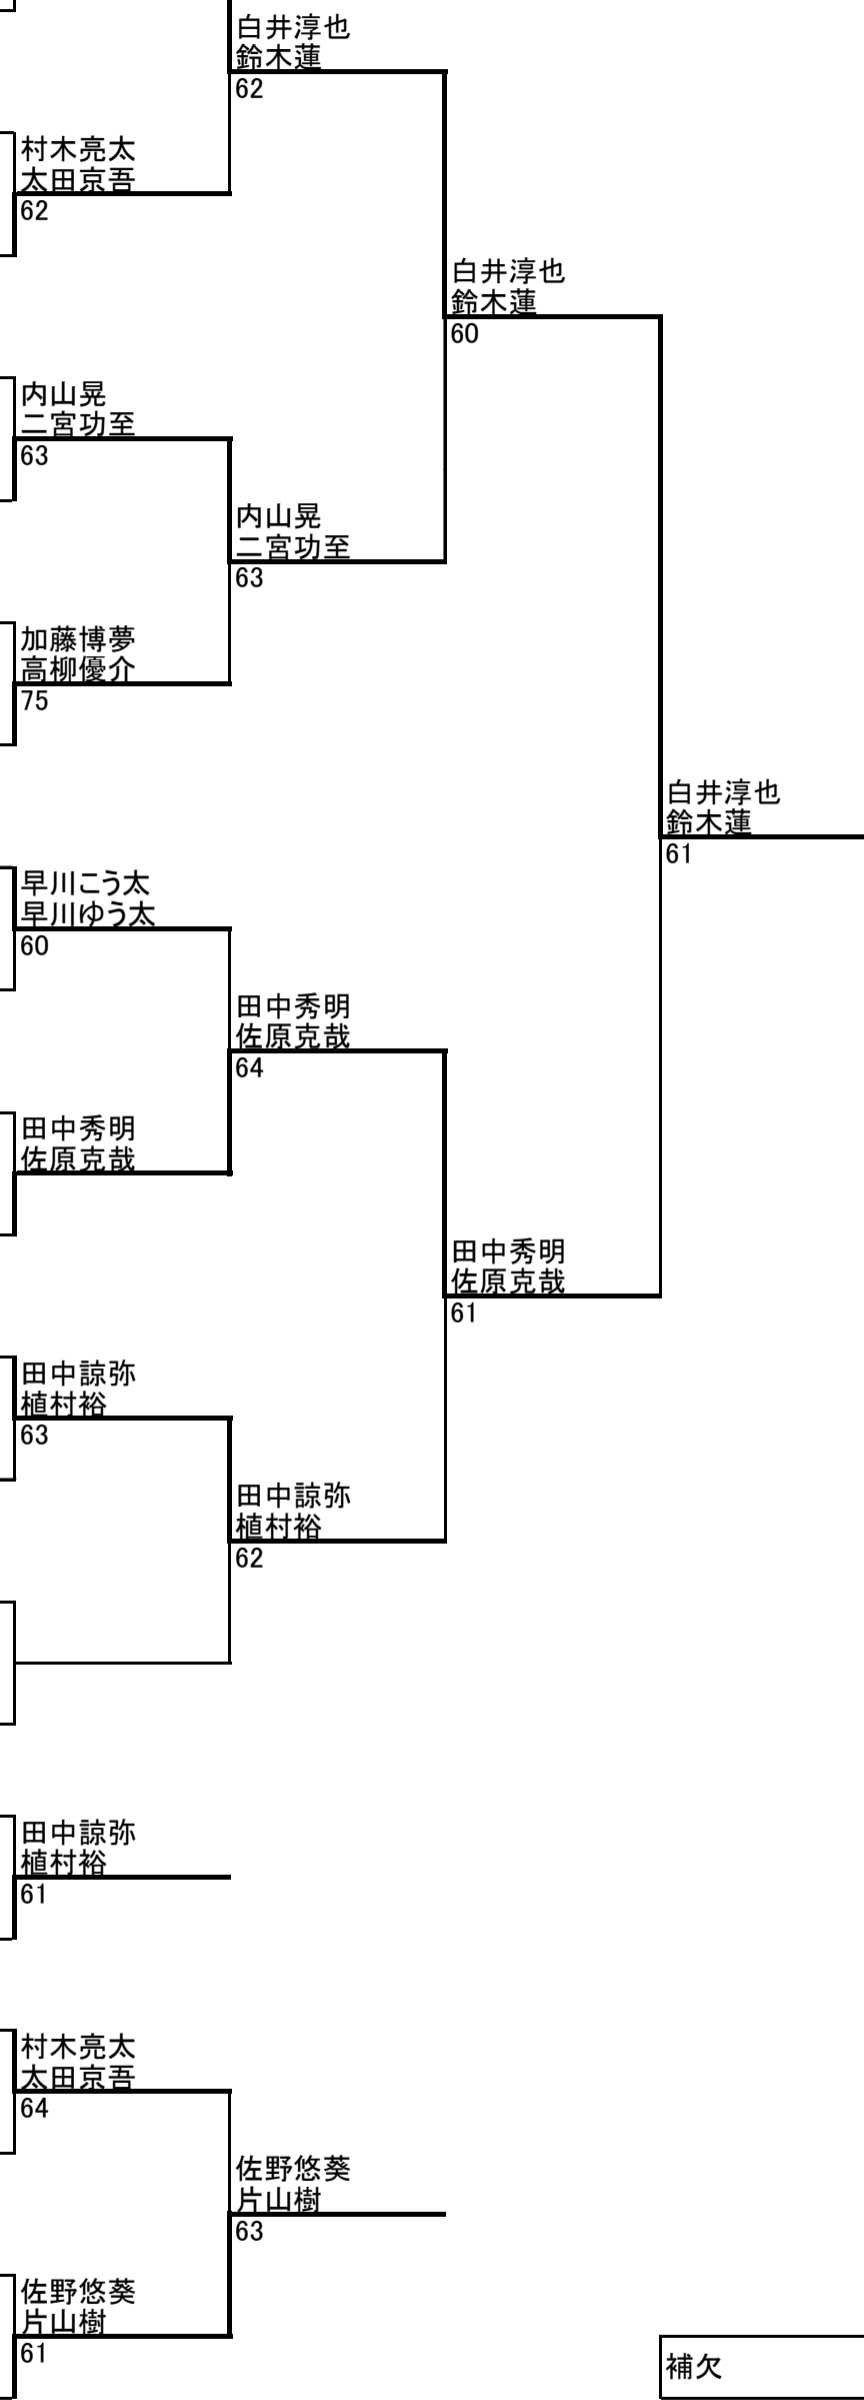 白井淳也
鈴木蓮
62
村木亮太
太田京吾
62
白井淳也
鈴木蓮
60
内山晃
二宮功至
63
内山晃
二宮功至
63
加藤博夢
高柳優介
75
白井淳也
鈴木蓮
61
早川こう太
早川ゆう太
60
田中秀明
佐原克哉
64
田中秀明
佐原克哉
田中秀明
佐原克哉
61
田中諒弥
植村裕
63
田中諒弥
植村裕
62
田中諒弥
植村裕
61
村木亮太
太田京吾
64
佐野悠葵
片山樹
63
佐野悠葵
片山樹
61
補欠